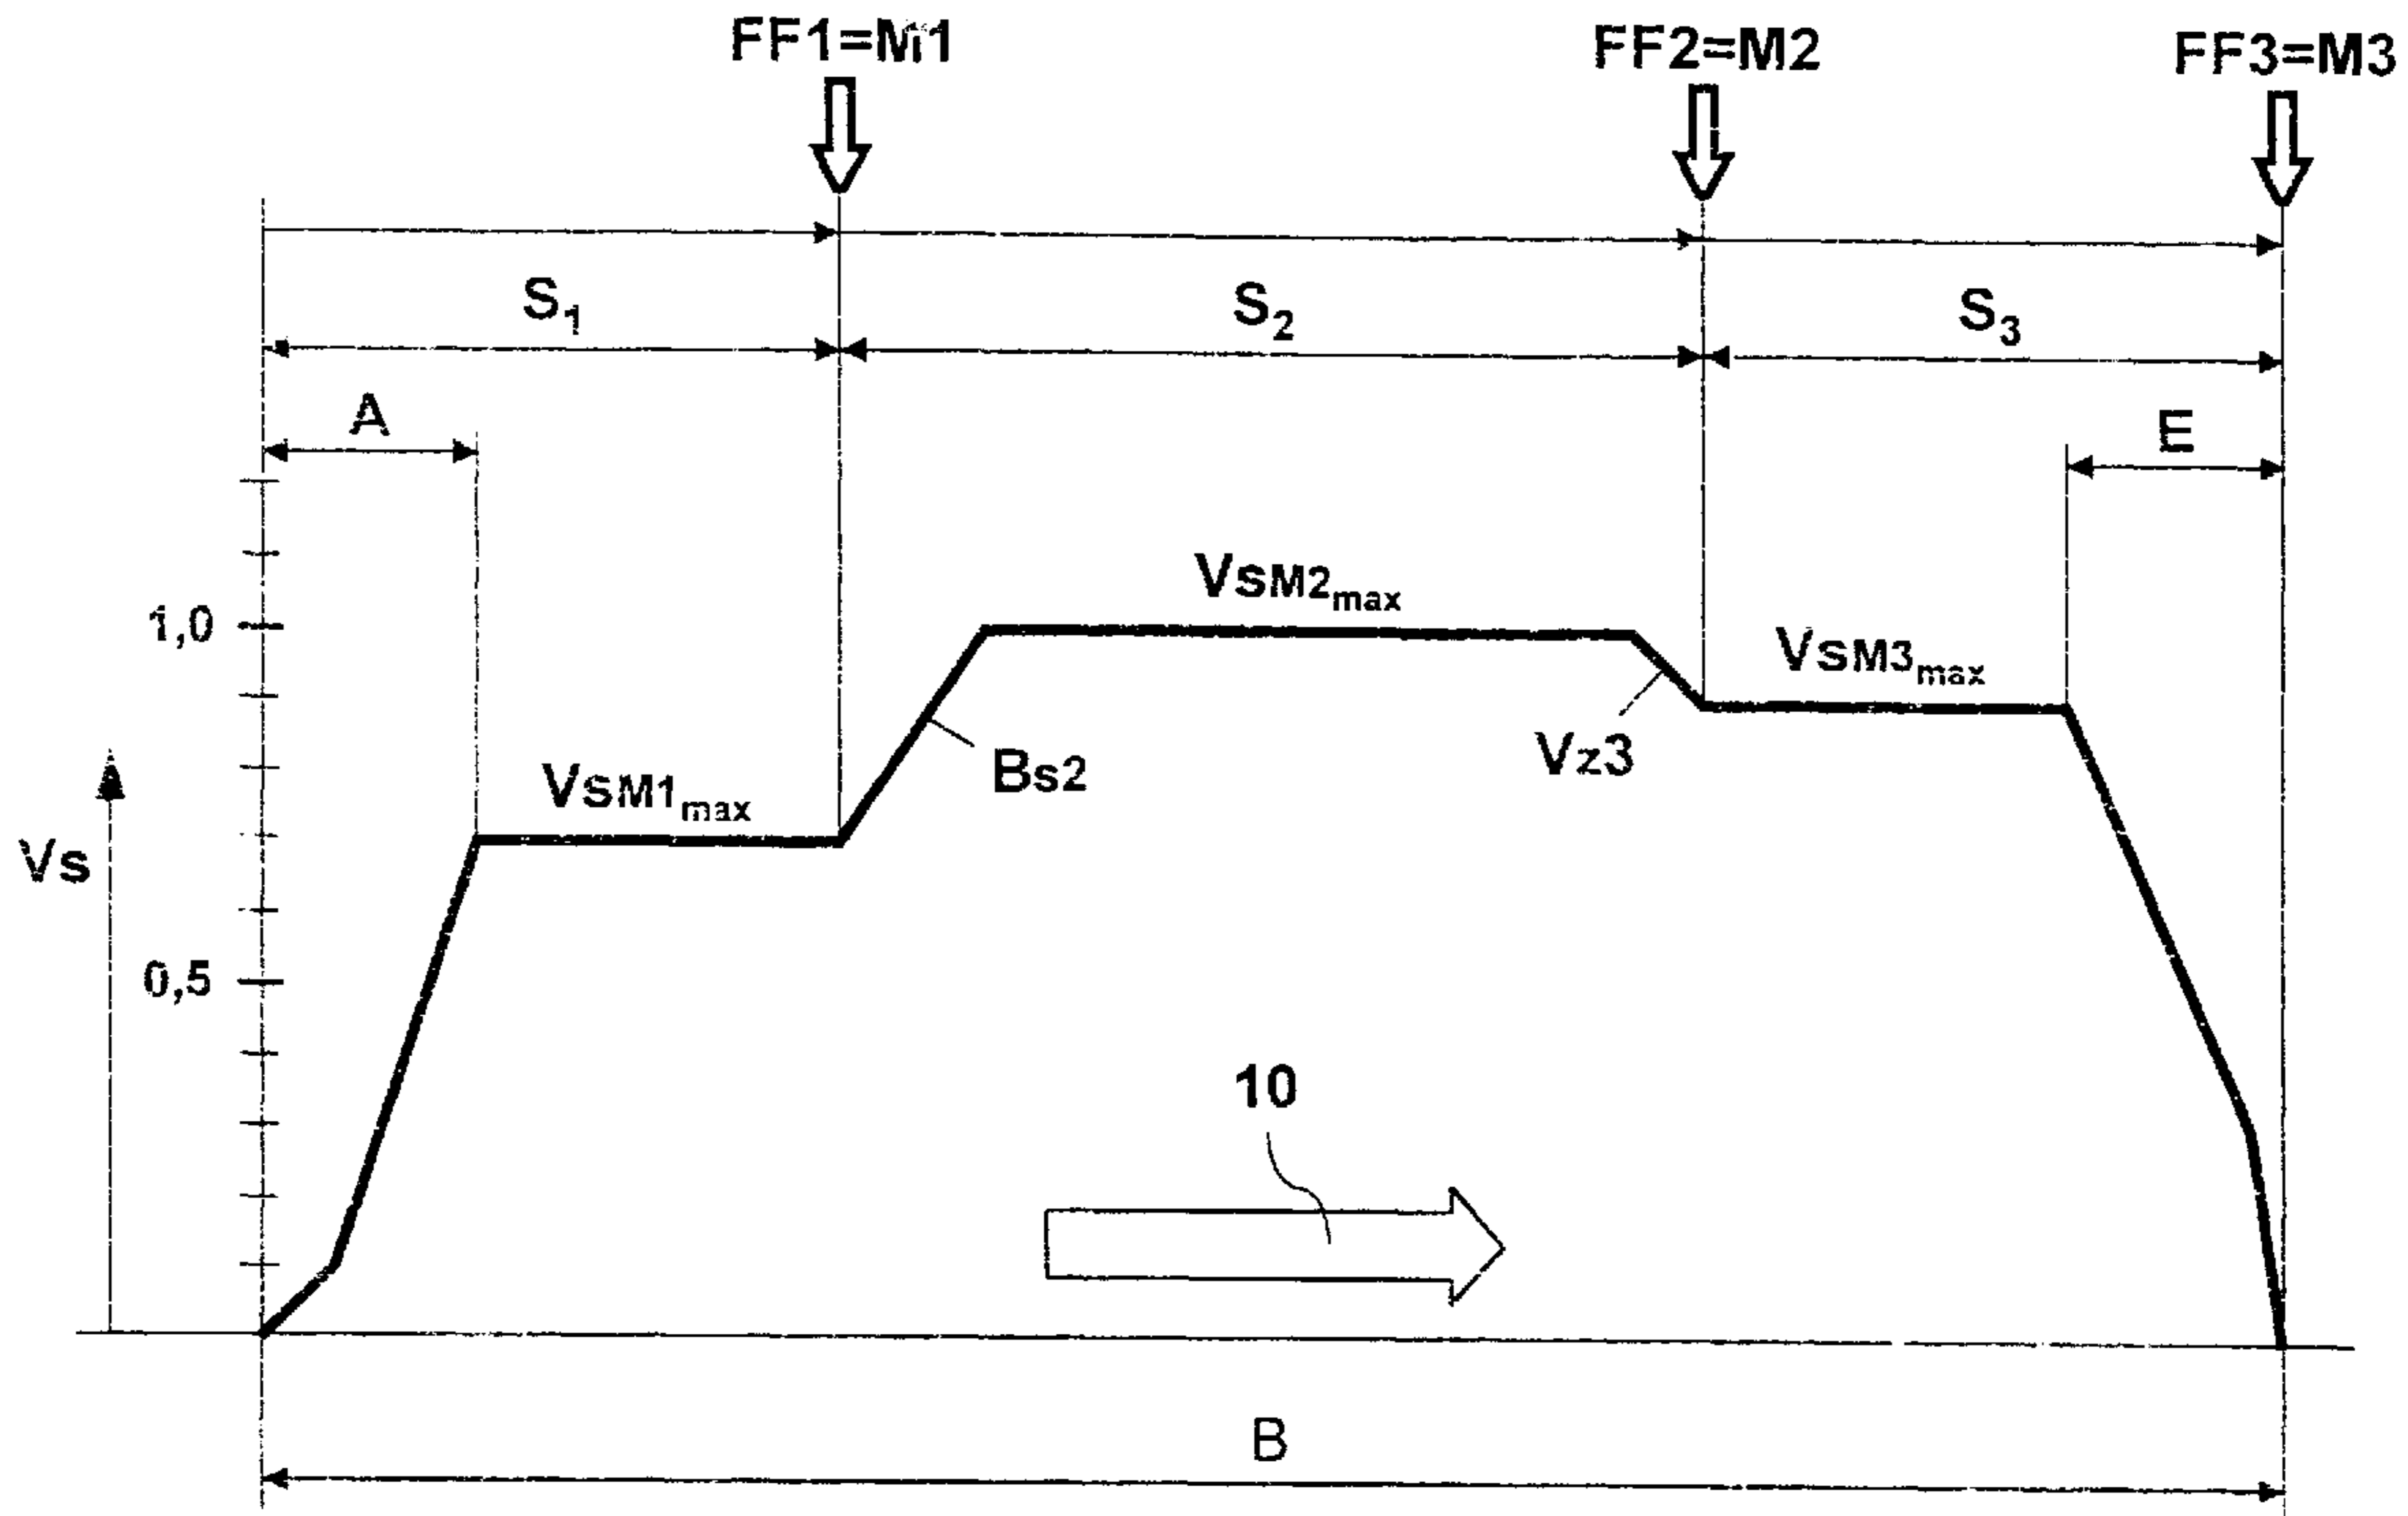 FF1=M1
FF2=M2
FF3=M3
S1
S2
S3
A
E
VsM2max
1,0
VsM3max
Vz3
Bs2
VsM1max
Vs
0,5
10
B